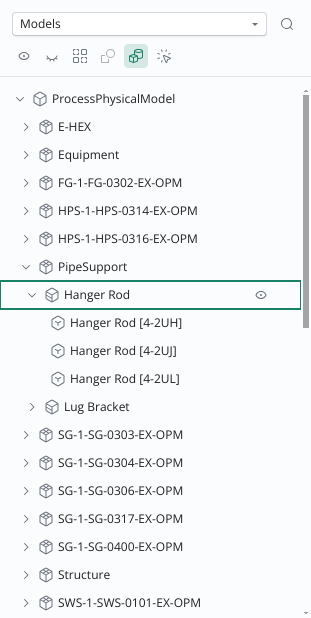 Models
ProcessPhysicalModel
E-HEX
Equipment
FG-1-FG-0302-EX-OPM
HPS-1-HPS-0314-EX-OPM
HPS-1-HPS-0316-EX-OPM
PipeSupport
Hanger Rod
Hanger Rod [4-2UH]
Hanger Rod [4-2UJ]
Hanger Rod [4-2UL]
Lug Bracket
SG-1-SG-0303-EX-OPM
SG-1-SG-0304-EX-OPM
SG-1-SG-0306-EX-OPM
SG-1-SG-0317-EX-OPM
SG-1-SG-0400-EX-OPM
Structure
SWS-1-SWS-0101-EX-OPM